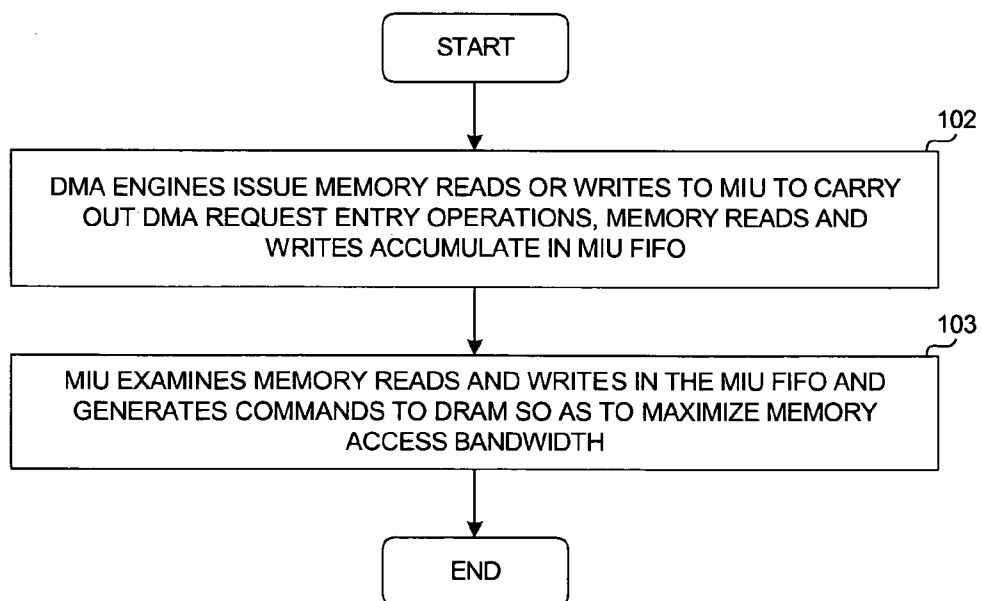 START
102
DMA ENGINES ISSUE MEMORY READS OR WRITES TO MIU TO CARRY
OUT DMA REQUEST ENTRY OPERATIONS, MEMORY READS AND
WRITES ACCUMULATE IN MIU FIFO
103
MIU EXAMINES MEMORY READS AND WRITES IN THE MIU FIFO AND
GENERATES COMMANDS TO DRAM SO AS TO MAXIMIZE MEMORY
ACCESS BANDWIDTH
END